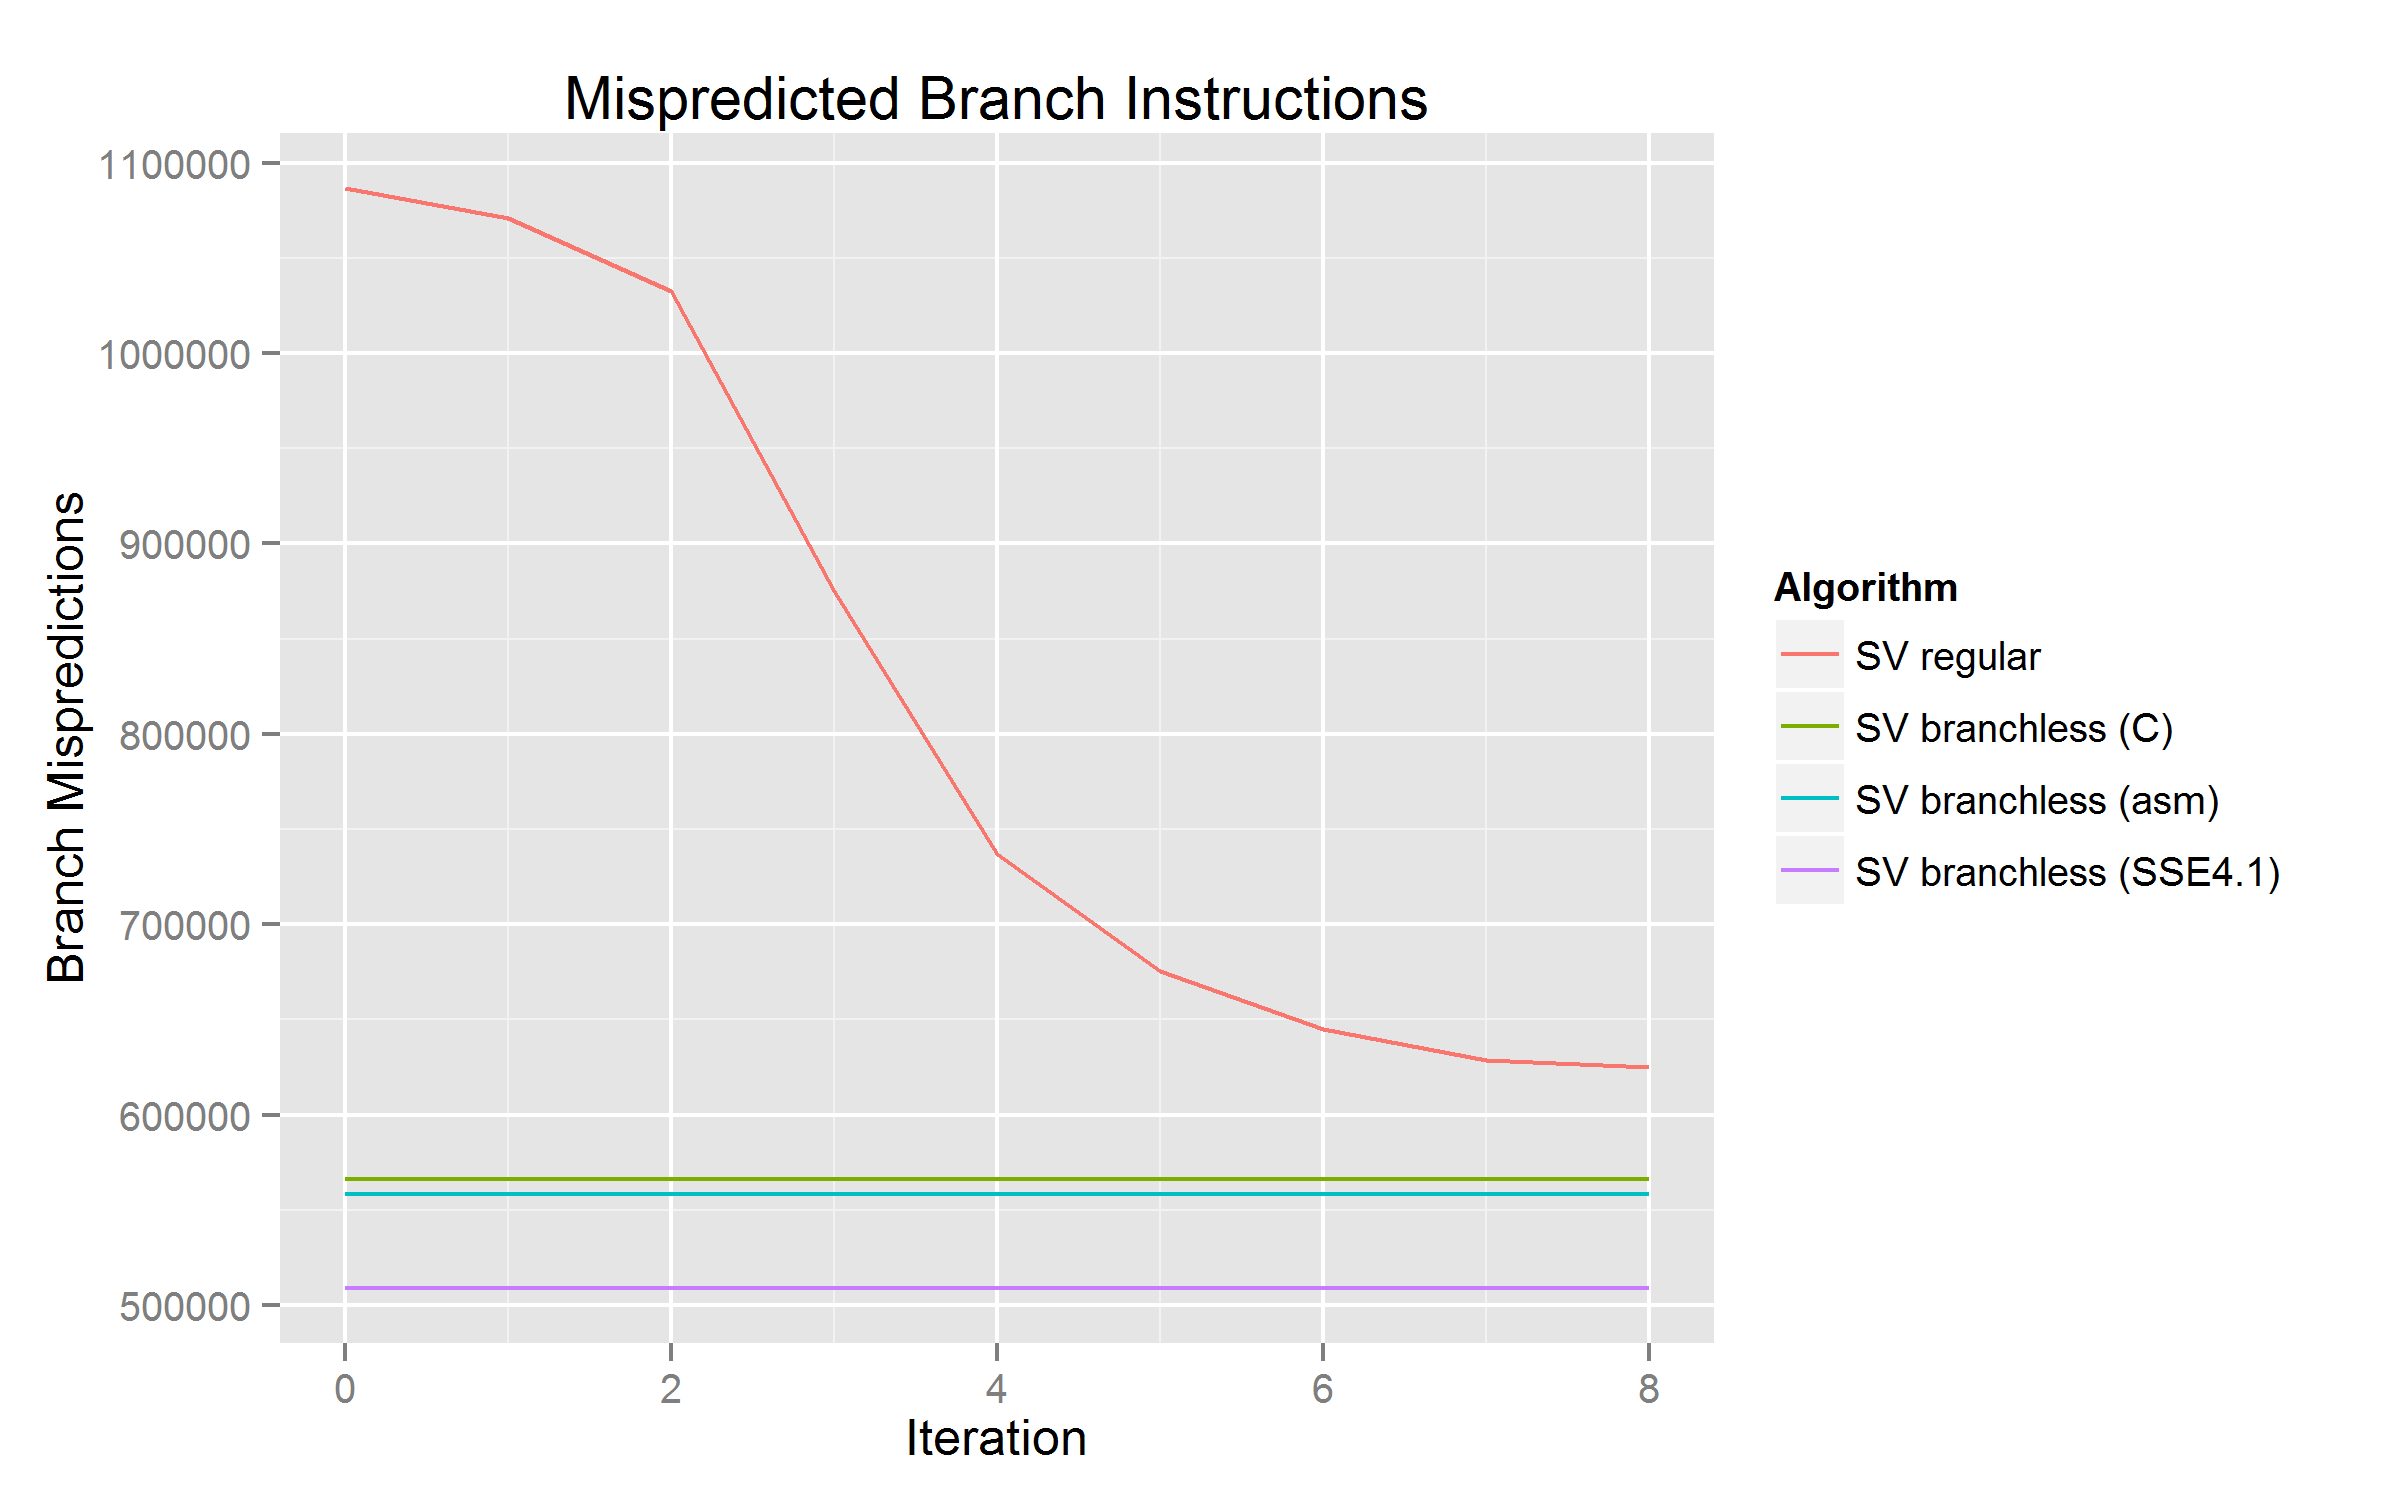 Mispredicted Branch Instructions
Branch Mispredictions
1100000
1000000
900000
800000
700000
600000
500000
0 2 4 6 8
Iteration
Algorithm
SV regular
SV branchless (C)
SV branchless (asm)
SV branchless (SSE4.1)